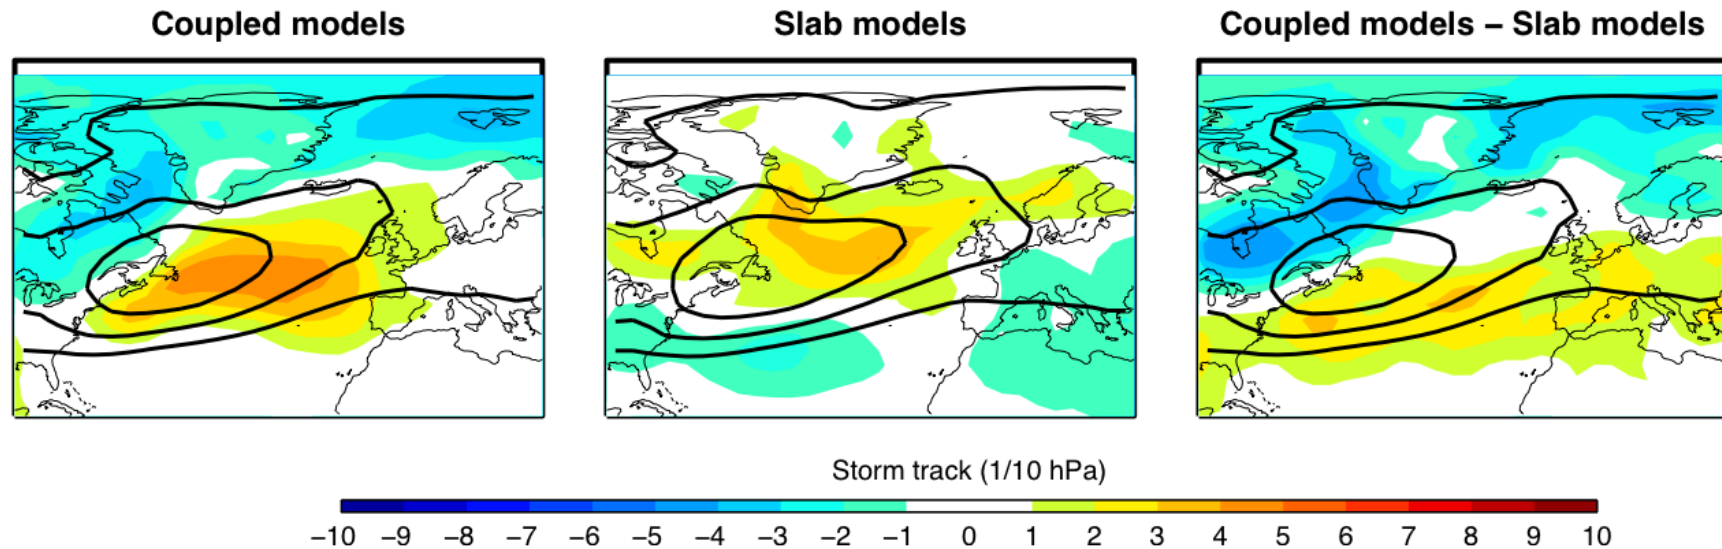 Coupled models
Slab models
Coupled models – Slab models
Storm track (1/10 hPa)
−10 −9 −8 −7 −6 −5 −4 −3 −2 −1 0 1 2 3 4 5 6 7 8 9 10